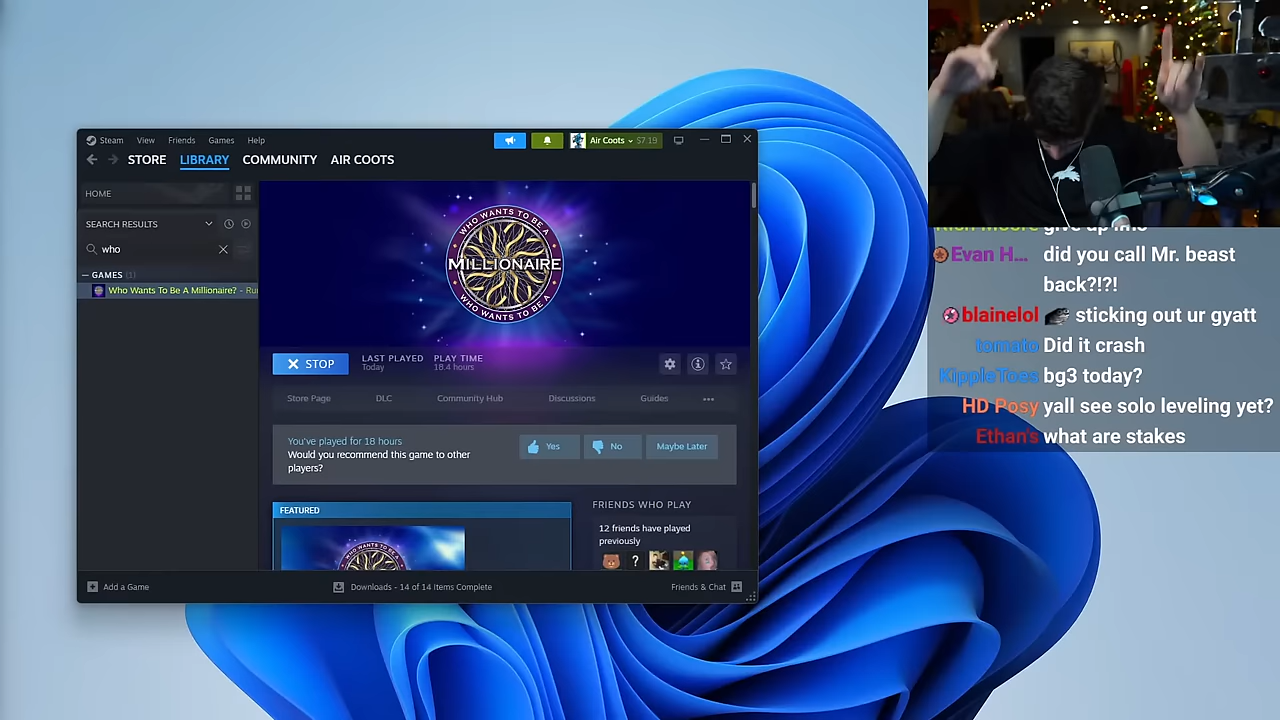 Steam View Friends Games Help
Air Coots $7.19
STORE LIBRARY COMMUNITY AIR COOTS
HOME
SEARCH RESULTS
who
GAMES (1)
Who Wants To Be A Millionaire? - Ru
WHO WANTS TO BE A
MILLIONAIRE
WHO WANTS TO BE A
STOP
LAST PLAYED
Today
PLAY TIME
18.4 hours
Store Page DLC Community Hub Discussions Guides
You've played for 18 hours
Would you recommend this game to other
players?
Yes No Maybe Later
FEATURED
FRIENDS WHO PLAY
12 friends have played
previously
?
Add a Game
Downloads - 14 of 14 Items Complete
Friends & Chat
Evan H... did you call Mr. beast
back?!?!
blainelol sticking out ur gyatt
tomato Did it crash
KippleToes bg3 today?
HD Posy yall see solo leveling yet?
Ethan's what are stakes